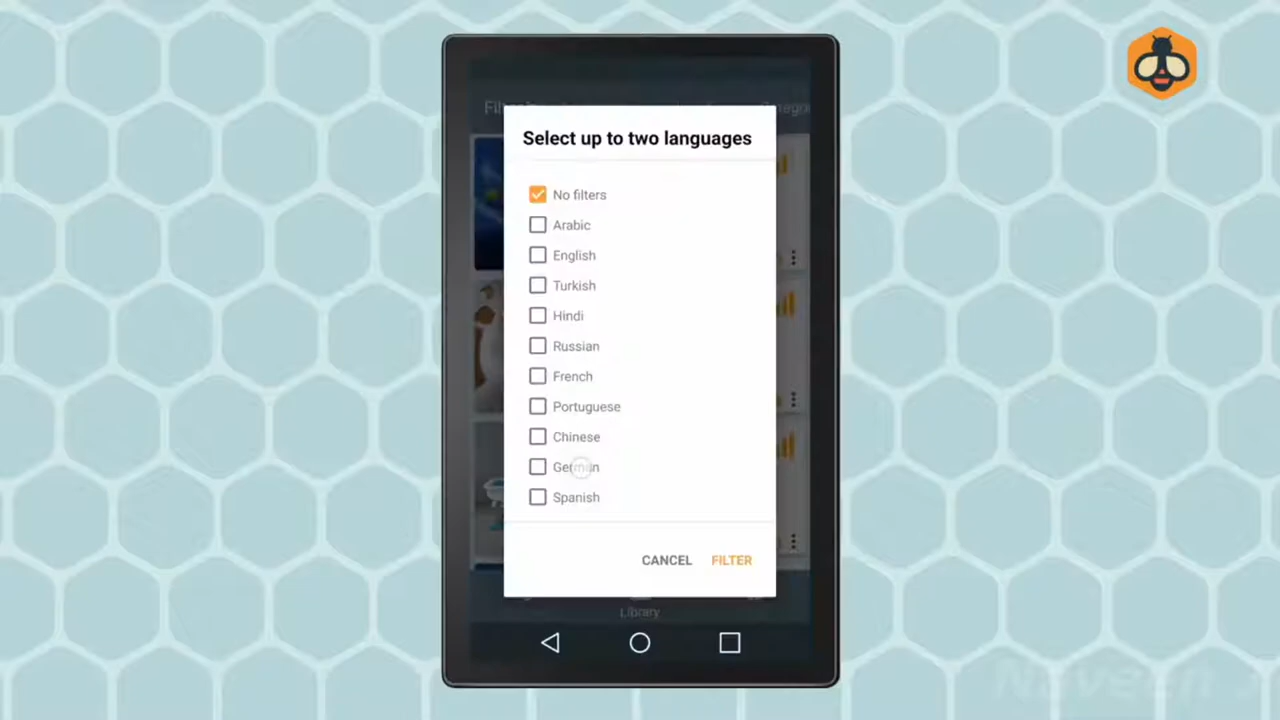 Select up to two languages
No filters
Arabic
English
Turkish
Hindi
Russian
French
Portuguese
Chinese
German
Spanish
CANCEL FILTER
Library